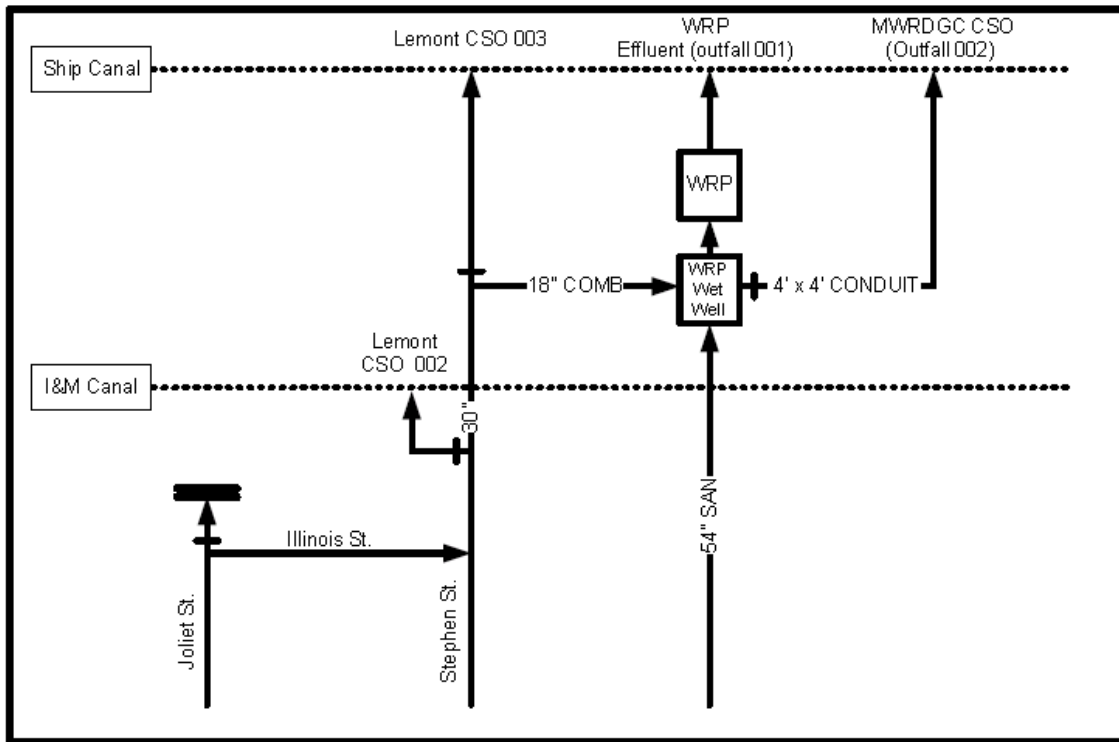 Lemont CSO 003
WRP
Effluent (outfall 001)
MWRDGC CSO
(Outfall 002)
Ship Canal
WRP
18" COMB
WRP
Wet
Well
4' x 4' CONDUIT
Lemont
CSO 002
I&M Canal
30"
54" SAN
Illinois St.
Joliet St.
Stephen St.